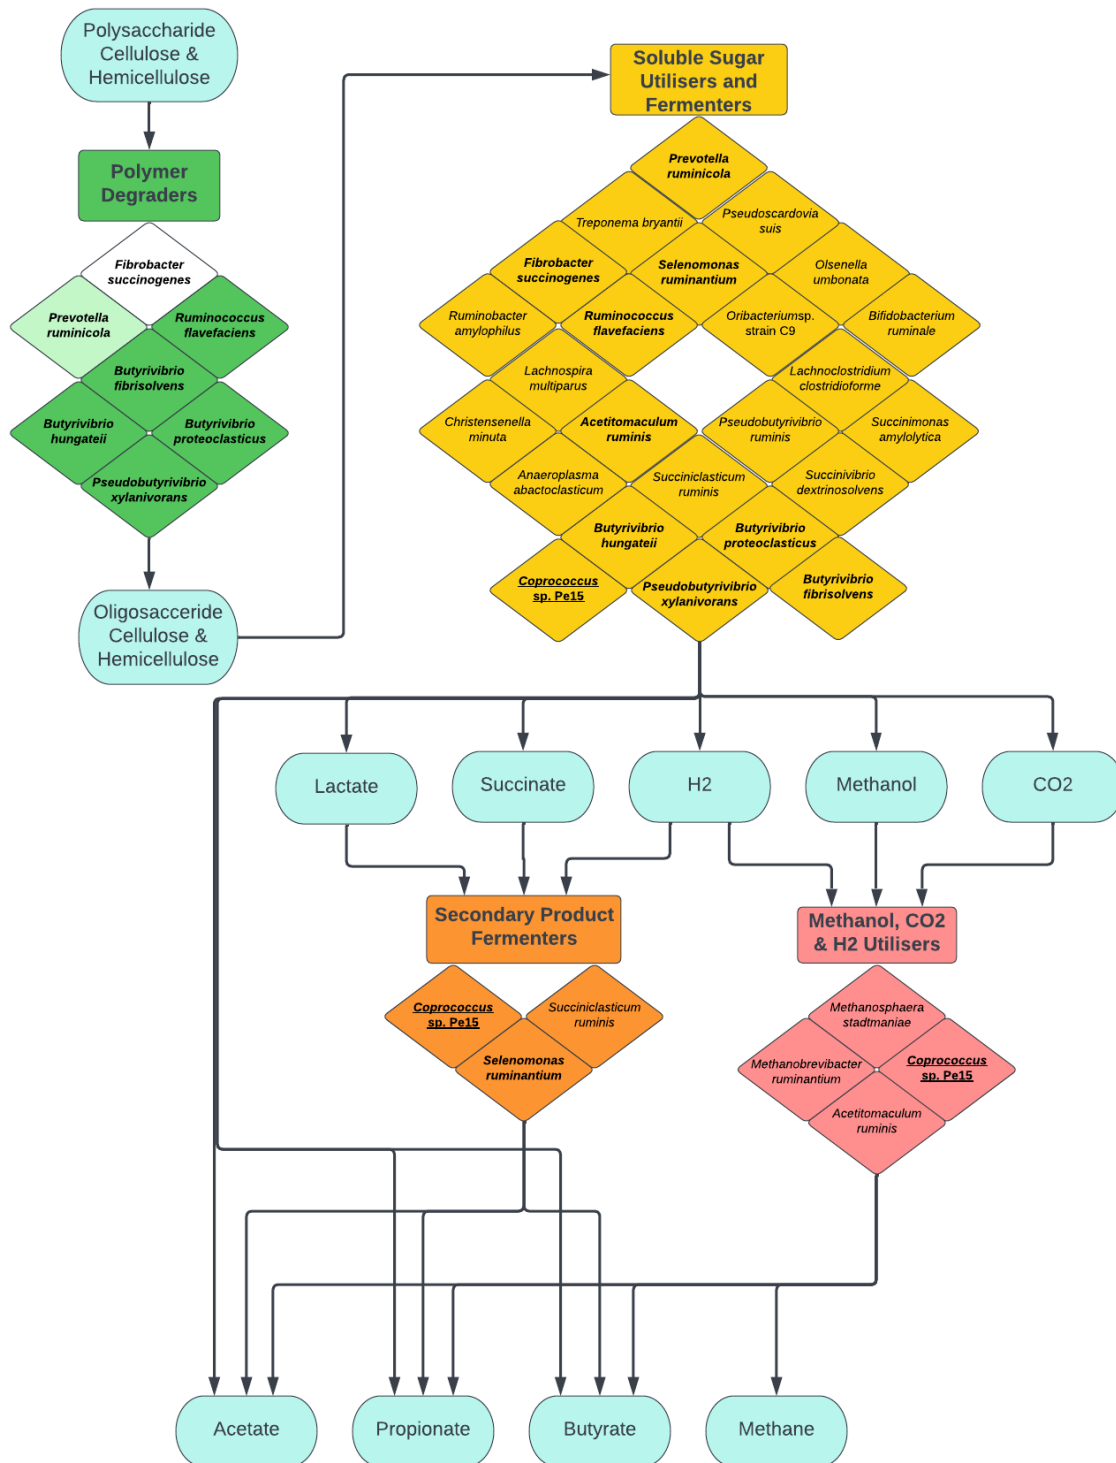 Polysaccharide
Cellulose &
Hemicellulose
Polymer
Degraders
Fibrobacter
succinogenes
Prevotella
ruminicola
Ruminococcus
flavefaciens
Butyrivibrio
fibrisolvens
Butyrivibrio
hungateii
Butyrivibrio
proteoclasticus
Pseudobutyrivibrio
xylanivorans
Oligosacceride
Cellulose &
Hemicellulose
Soluble Sugar
Utilisers and
Fermenters
Prevotella
ruminicola
Treponema bryantii
Pseudoscardovia
suis
Fibrobacter
succinogenes
Selenomonas
ruminantium
Olsenella
umbonata
Ruminobacter
amylophilus
Ruminococcus
flavefaciens
Oribacteriumsp.
strain C9
Bifidobacterium
ruminale
Lachnospira
multiparus
Lachnoclostridium
clostridioforme
Christensenella
minuta
Acetitomaculum
ruminis
Pseudobutyrivibrio
ruminis
Succinimonas
amylolytica
Anaeroplasma
abactoclasticum
Succiniclasticum
ruminis
Succinivibrio
dextrinosolvens
Butyrivibrio
hungateii
Butyrivibrio
proteoclasticus
Coprococcus
sp. Pe15
Pseudobutyrivibrio
xylanivorans
Butyrivibrio
fibrisolvens
Lactate
Succinate
H2
Methanol
CO2
Secondary Product
Fermenters
Coprococcus
sp. Pe15
Succiniclasticum
ruminis
Selenomonas
ruminantium
Methanol, CO2
& H2 Utilisers
Methanosphaera
stadtmaniae
Methanobrevibacter
ruminantium
Coprococcus
sp. Pe15
Acetitomaculum
ruminis
Acetate
Propionate
Butyrate
Methane